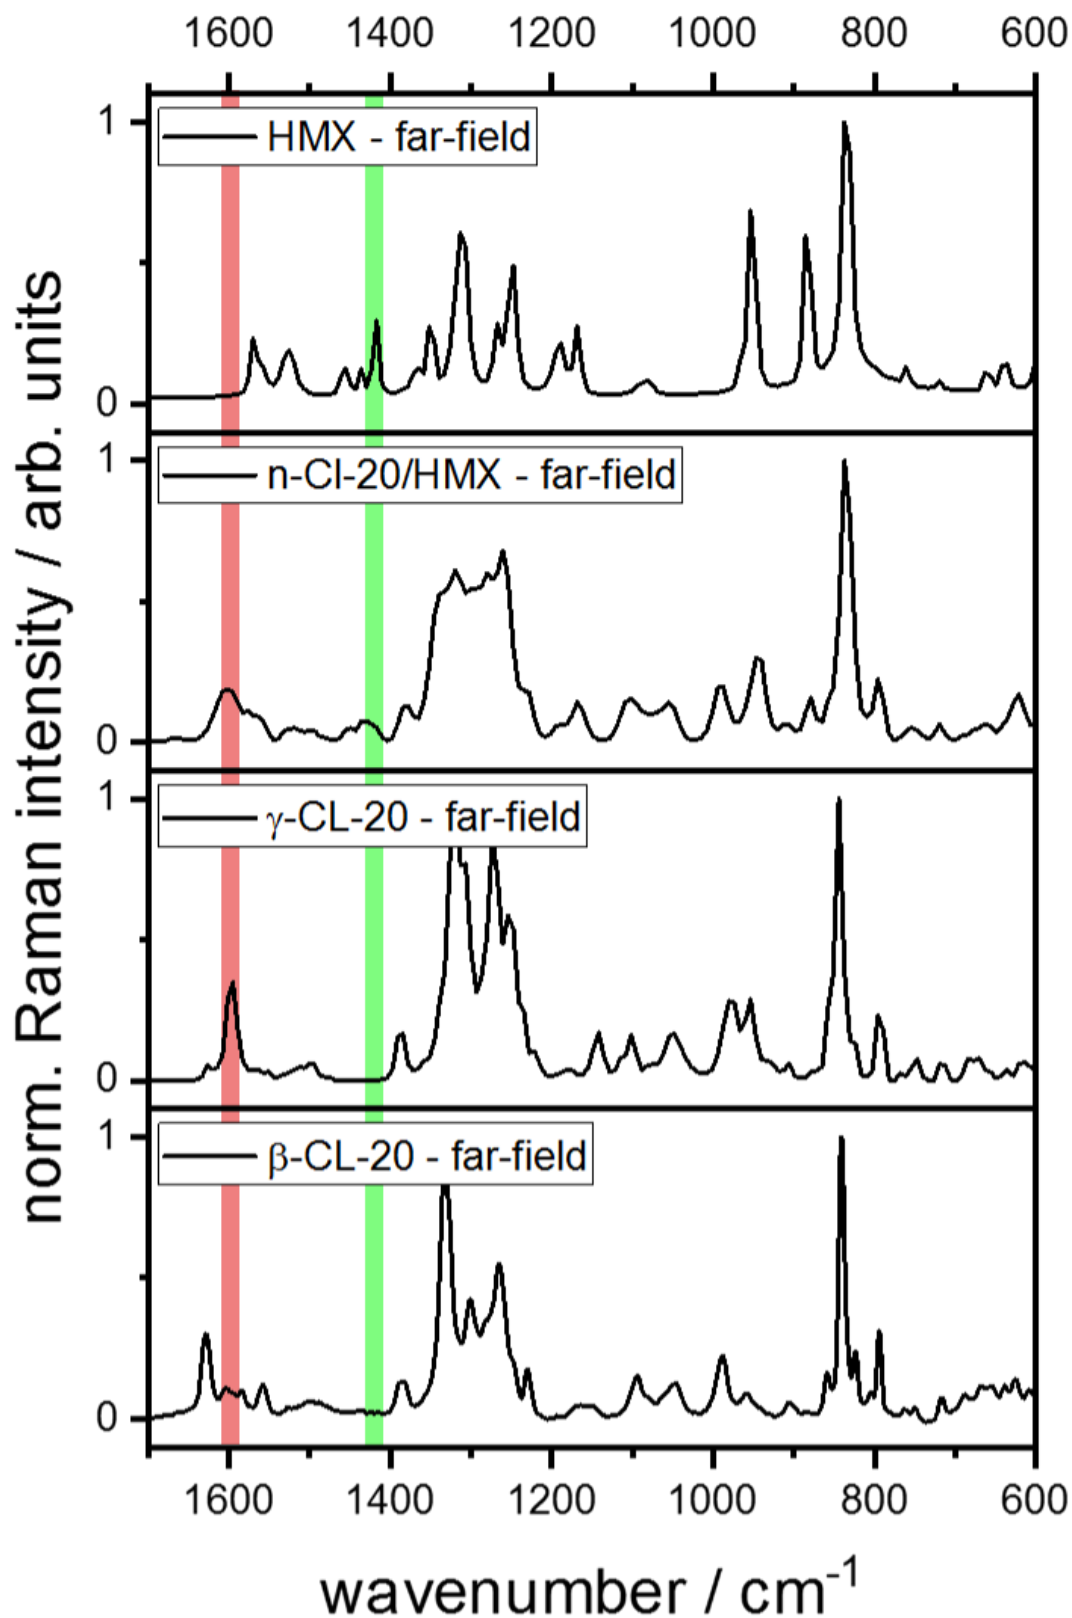 1600 1400 1200 1000 800 600
norm. Raman intensity / arb. units
1
HMX - far-field
0
1
n-Cl-20/HMX - far-field
0
1
γ-CL-20 - far-field
0
1
β-CL-20 - far-field
0
1600 1400 1200 1000 800 600
wavenumber / cm⁻¹